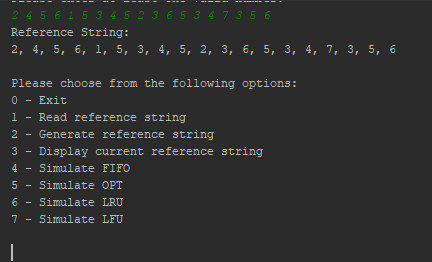 2 4 5 6 1 5 3 4 5 2 3 6 5 3 4 7 3 5 6
Reference String:
2, 4, 5, 6, 1, 5, 3, 4, 5, 2, 3, 6, 5, 3, 4, 7, 3, 5, 6
Please choose from the following options:
0 - Exit
1 - Read reference string
2 - Generate reference string
3 - Display current reference string
4 - Simulate FIFO
5 - Simulate OPT
6 - Simulate LRU
7 - Simulate LFU